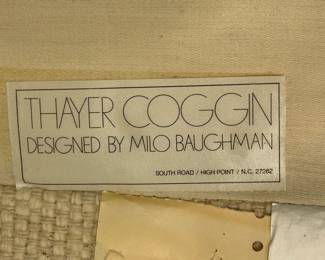 THAYER COGGIN
DESIGNED BY MILO BAUGHMAN
SOUTH ROAD / HIGH POINT / N.C. 27262